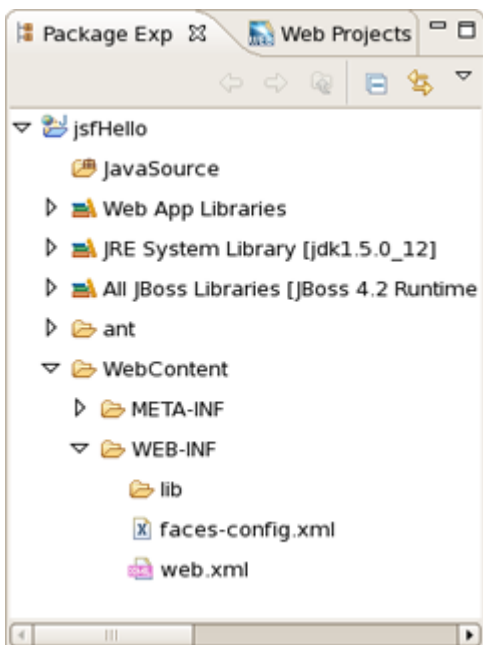 Package Exp Web Projects
jsfHello
JavaSource
Web App Libraries
JRE System Library [jdk1.5.0_12]
All JBoss Libraries [JBoss 4.2 Runtime
ant
WebContent
META-INF
WEB-INF
lib
faces-config.xml
web.xml